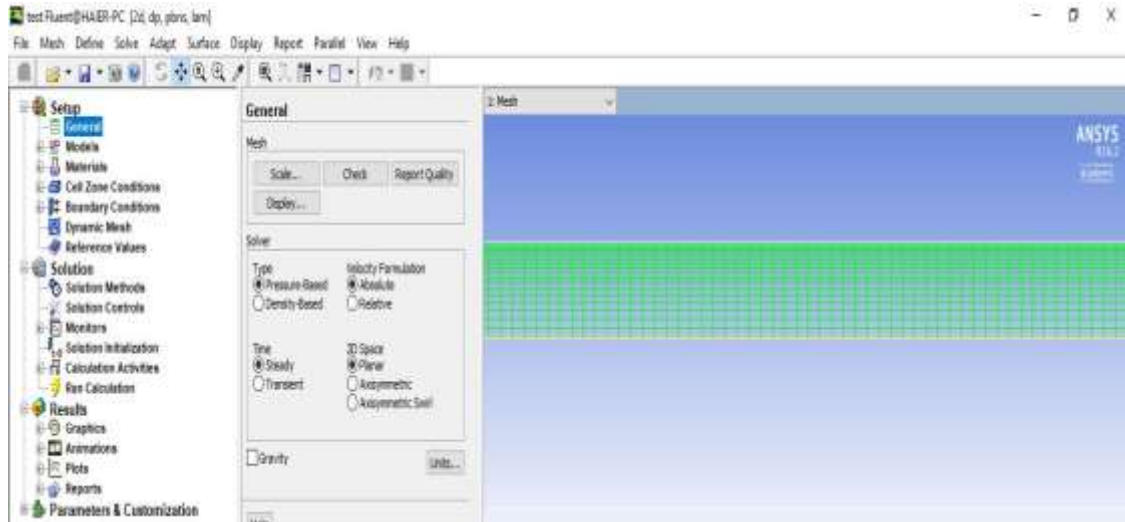 test Fluent@HAIER-PC [2d, dp, pbns, lam]
File Mesh Define Solve Adapt Surface Display Report Parallel View Help
Setup
General
Models
Materials
Cell Zone Conditions
Boundary Conditions
Dynamic Mesh
Reference Values
Solution
Solution Methods
Solution Controls
Monitors
Solution Initialization
Calculation Activities
Run Calculation
Results
Graphics
Animations
Plots
Reports
Parameters & Customization
General
Mesh
Scale... Check Report Quality
Display...
Solver
Type Velocity Formulation
Pressure-Based Absolute
Density-Based Relative
Time 2D Space
Steady Planar
Transient Axisymmetric
Axisymmetric Swirl
Gravity Units...
1: Mesh
ANSYS
R16.2